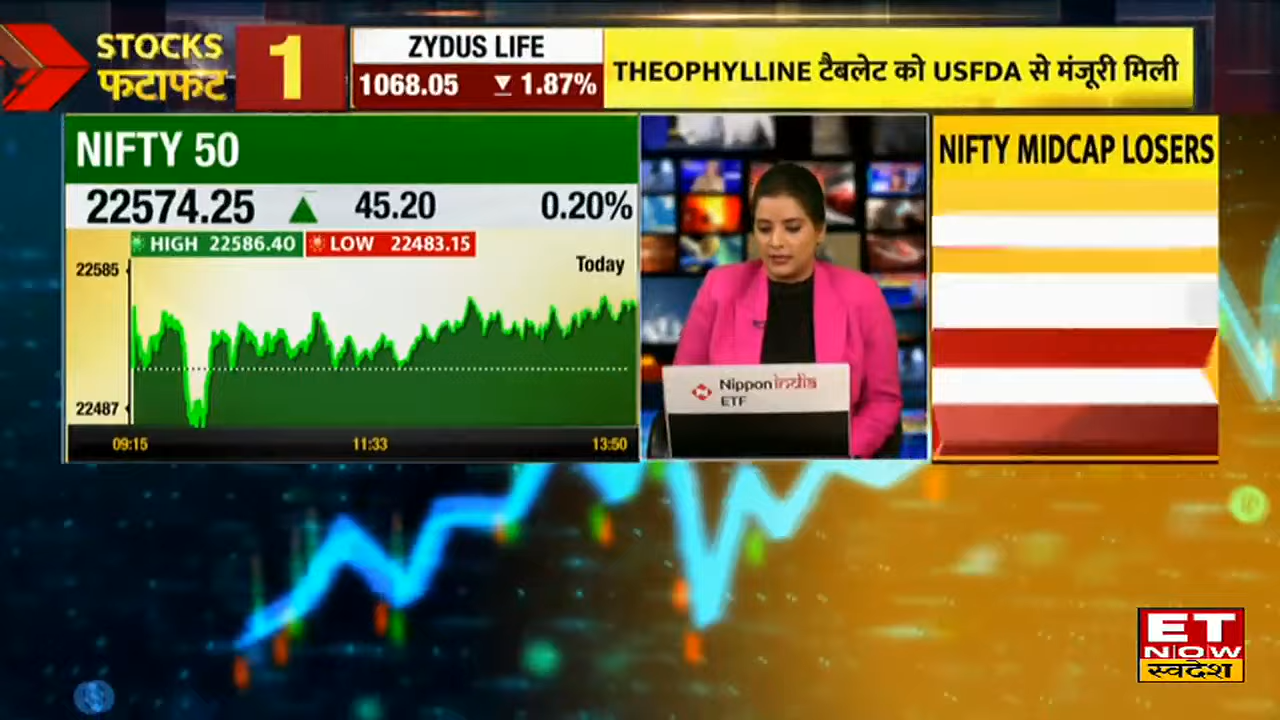 STOCKS
फटाफट
1
ZYDUS LIFE
1068.05 ▼ 1.87%
THEOPHYLLINE टैबलेट को USFDA से मंजूरी मिली
NIFTY 50
22574.25 ▲ 45.20 0.20%
HIGH 22586.40 LOW 22483.15
Today
22585
22487
09:15 11:33 13:50
Nippon india
ETF
NIFTY MIDCAP LOSERS
ET
NOW
स्वदेश